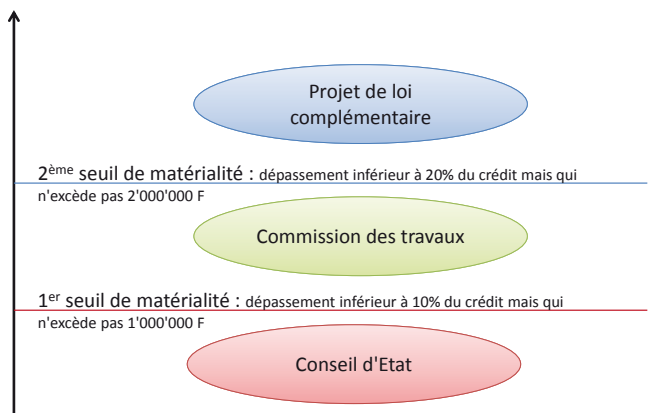 Projet de loi
complémentaire
2ème seuil de matérialité : dépassement inférieur à 20% du crédit mais qui
n'excède pas 2'000'000 F
Commission des travaux
1er seuil de matérialité : dépassement inférieur à 10% du crédit mais qui
n'excède pas 1'000'000 F
Conseil d'Etat